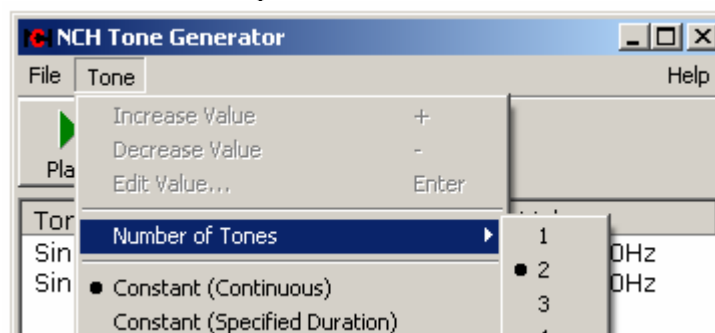 NCH Tone Generator
File Tone Help
Increase Value +
Decrease Value -
Edit Value... Enter
Number of Tones 1
2
3
Constant (Continuous)
Constant (Specified Duration)